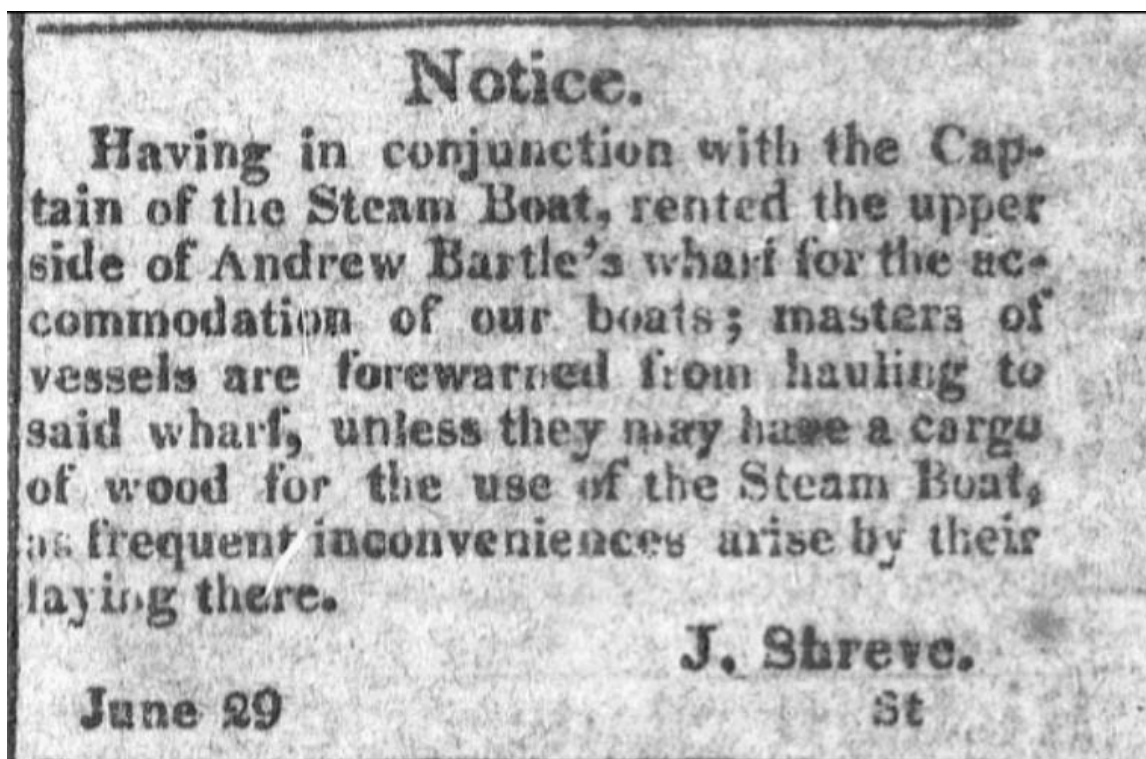 Notice.
Having in conjunction with the Cap-
tain of the Steam Boat, rented the upper
side of Andrew Bartle's wharf for the ac-
commodation of our boats; masters of
vessels are forewarned from hauling to
said wharf, unless they may have a cargo
of wood for the use of the Steam Boat,
as frequent inconveniences arise by their
laying there.
J. Shreve.
June 29